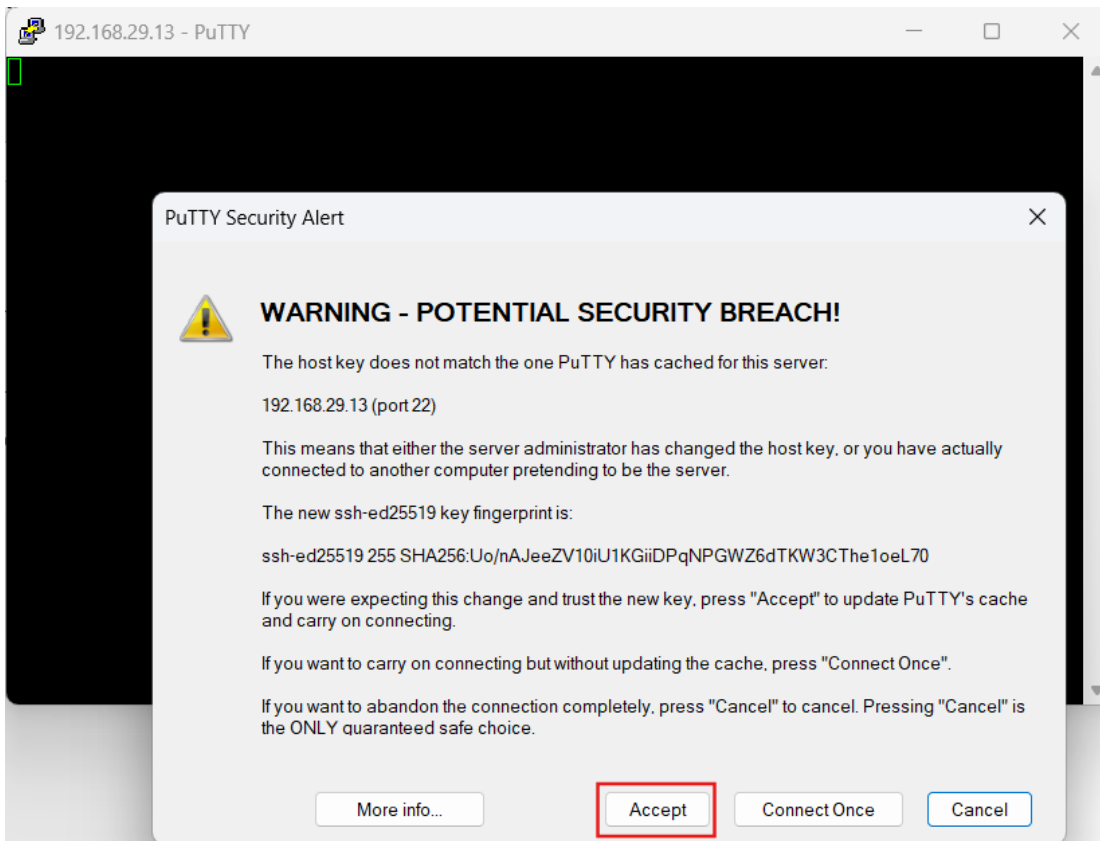 192.168.29.13 - PuTTY
PuTTY Security Alert
WARNING - POTENTIAL SECURITY BREACH!
The host key does not match the one PuTTY has cached for this server:
192.168.29.13 (port 22)
This means that either the server administrator has changed the host key, or you have actually
connected to another computer pretending to be the server.
The new ssh-ed25519 key fingerprint is:
ssh-ed25519 255 SHA256:Uo/nAJeeZV10iU1KGiiDPqNPGWZ6dTKW3CThe1oeL70
If you were expecting this change and trust the new key, press "Accept" to update PuTTY's cache
and carry on connecting.
If you want to carry on connecting but without updating the cache, press "Connect Once".
If you want to abandon the connection completely, press "Cancel" to cancel. Pressing "Cancel" is
the ONLY guaranteed safe choice.
More info... Accept Connect Once Cancel